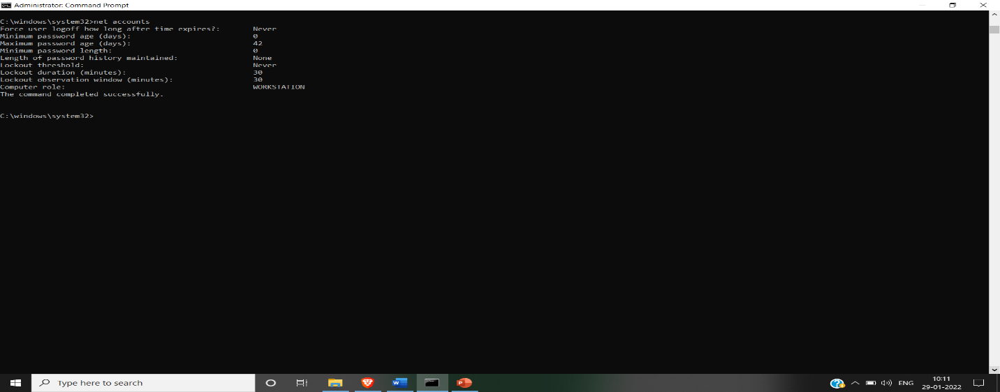 Administrator: Command Prompt
C:\windows\system32>net accounts
Force user logoff how long after time expires?: Never
Minimum password age (days): 0
Maximum password age (days): 42
Minimum password length: 0
Length of password history maintained: None
Lockout threshold: Never
Lockout duration (minutes): 30
Lockout observation window (minutes): 30
Computer role: WORKSTATION
The command completed successfully.
C:\windows\system32>
Type here to search
ENG
10:11
29-01-2022